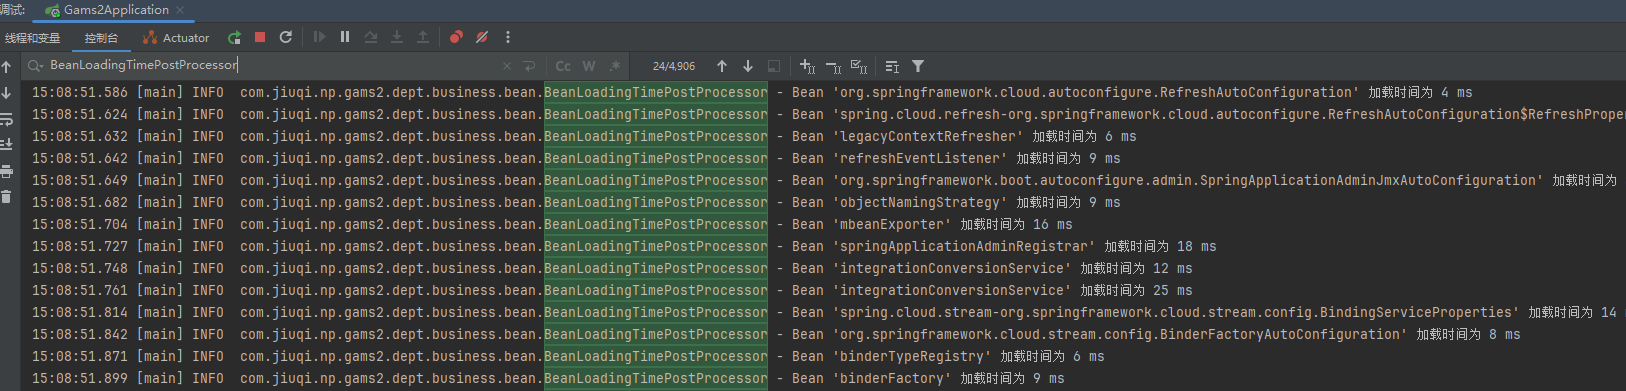 调试: Gams2Application
线程和变量 控制台 Actuator
BeanLoadingTimePostProcessor Cc W .* 24/4,906
15:08:51.586 [main] INFO com.jiuqi.np.gams2.dept.business.bean.BeanLoadingTimePostProcessor - Bean 'org.springframework.cloud.autoconfigure.RefreshAutoConfiguration' 加载时间为 4 ms
15:08:51.624 [main] INFO com.jiuqi.np.gams2.dept.business.bean.BeanLoadingTimePostProcessor - Bean 'spring.cloud.refresh-org.springframework.cloud.autoconfigure.RefreshAutoConfiguration$RefreshPrope
15:08:51.632 [main] INFO com.jiuqi.np.gams2.dept.business.bean.BeanLoadingTimePostProcessor - Bean 'legacyContextRefresher' 加载时间为 6 ms
15:08:51.642 [main] INFO com.jiuqi.np.gams2.dept.business.bean.BeanLoadingTimePostProcessor - Bean 'refreshEventListener' 加载时间为 9 ms
15:08:51.649 [main] INFO com.jiuqi.np.gams2.dept.business.bean.BeanLoadingTimePostProcessor - Bean 'org.springframework.boot.autoconfigure.admin.SpringApplicationAdminJmxAutoConfiguration' 加载时间为
15:08:51.682 [main] INFO com.jiuqi.np.gams2.dept.business.bean.BeanLoadingTimePostProcessor - Bean 'objectNamingStrategy' 加载时间为 9 ms
15:08:51.704 [main] INFO com.jiuqi.np.gams2.dept.business.bean.BeanLoadingTimePostProcessor - Bean 'mbeanExporter' 加载时间为 16 ms
15:08:51.727 [main] INFO com.jiuqi.np.gams2.dept.business.bean.BeanLoadingTimePostProcessor - Bean 'springApplicationAdminRegistrar' 加载时间为 18 ms
15:08:51.748 [main] INFO com.jiuqi.np.gams2.dept.business.bean.BeanLoadingTimePostProcessor - Bean 'integrationConversionService' 加载时间为 12 ms
15:08:51.761 [main] INFO com.jiuqi.np.gams2.dept.business.bean.BeanLoadingTimePostProcessor - Bean 'integrationConversionService' 加载时间为 25 ms
15:08:51.814 [main] INFO com.jiuqi.np.gams2.dept.business.bean.BeanLoadingTimePostProcessor - Bean 'spring.cloud.stream-org.springframework.cloud.stream.config.BindingServiceProperties' 加载时间为 14
15:08:51.842 [main] INFO com.jiuqi.np.gams2.dept.business.bean.BeanLoadingTimePostProcessor - Bean 'org.springframework.cloud.stream.config.BinderFactoryAutoConfiguration' 加载时间为 8 ms
15:08:51.871 [main] INFO com.jiuqi.np.gams2.dept.business.bean.BeanLoadingTimePostProcessor - Bean 'binderTypeRegistry' 加载时间为 6 ms
15:08:51.899 [main] INFO com.jiuqi.np.gams2.dept.business.bean.BeanLoadingTimePostProcessor - Bean 'binderFactory' 加载时间为 9 ms